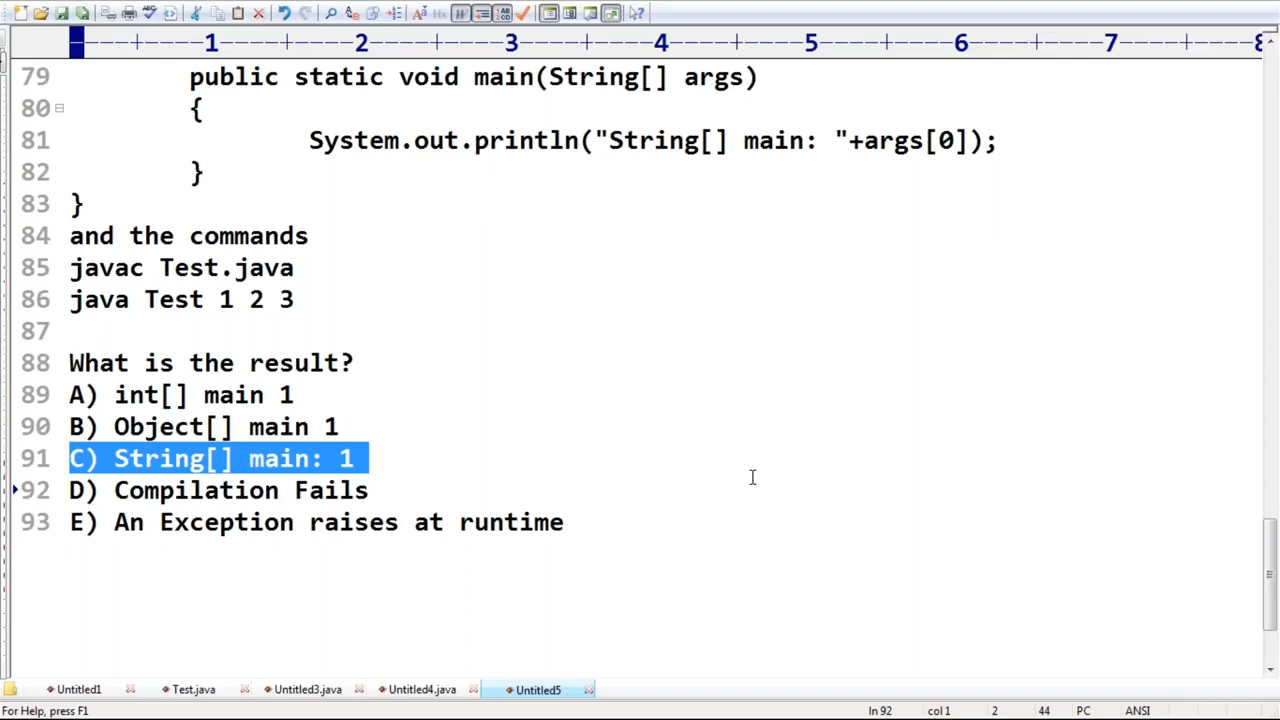 1 2 3 4 5 6 7 8
79 public static void main(String[] args)
80 {
81 System.out.println("String[] main: "+args[0]);
82 }
83 }
84 and the commands
85 javac Test.java
86 java Test 1 2 3
87
88 What is the result?
89 A) int[] main 1
90 B) Object[] main 1
91 C) String[] main: 1
92 D) Compilation Fails
93 E) An Exception raises at runtime
Untitled1 Test.java Untitled3.java Untitled4.java Untitled5
For Help, press F1 ln 92 col 1 2 44 PC ANSI